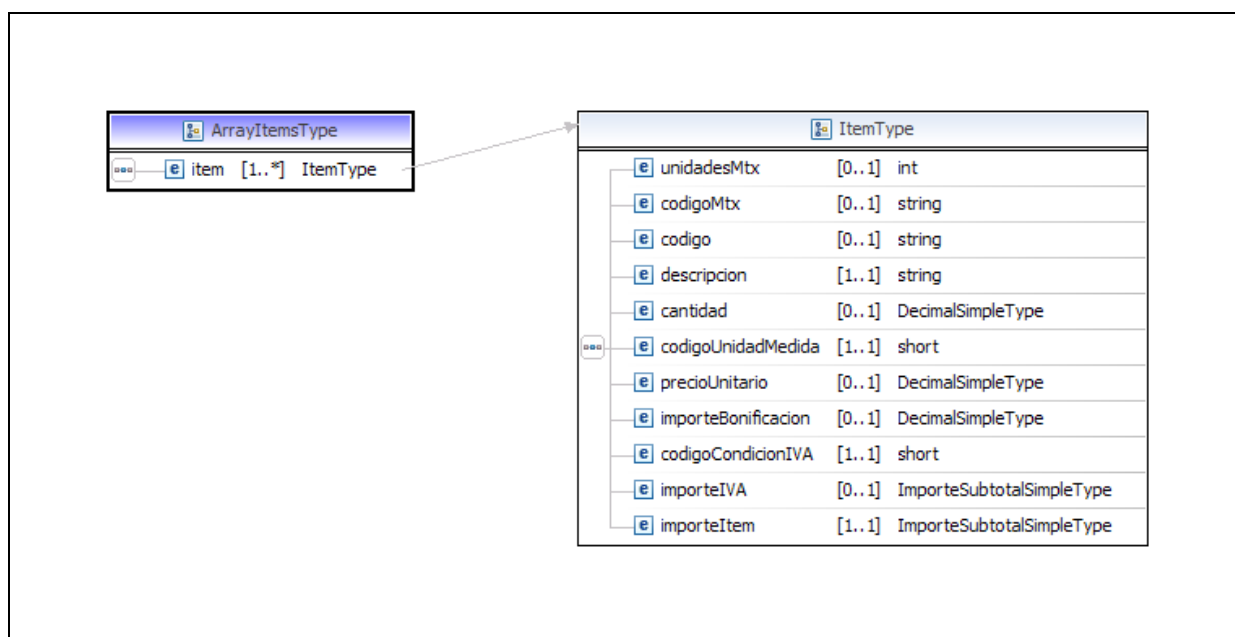 ArrayItemsType
e item [1..*] ItemType
ItemType
e unidadesMtx [0..1] int
e codigoMtx [0..1] string
e codigo [0..1] string
e descripcion [1..1] string
e cantidad [0..1] DecimalSimpleType
e codigoUnidadMedida [1..1] short
e precioUnitario [0..1] DecimalSimpleType
e importeBonificacion [0..1] DecimalSimpleType
e codigoCondicionIVA [1..1] short
e importeIVA [0..1] ImporteSubtotalSimpleType
e importeItem [1..1] ImporteSubtotalSimpleType